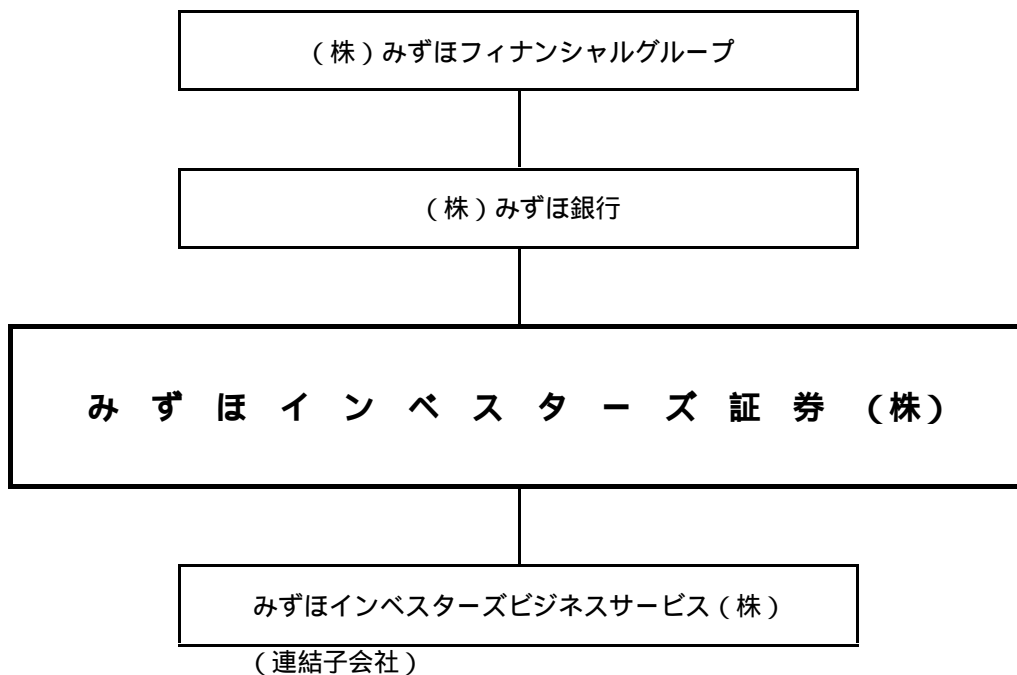 （株）みずほフィナンシャルグループ
（株）みずほ銀行
みずほインベスターズ証券（株）
みずほインベスターズビジネスサービス（株）
（連結子会社）